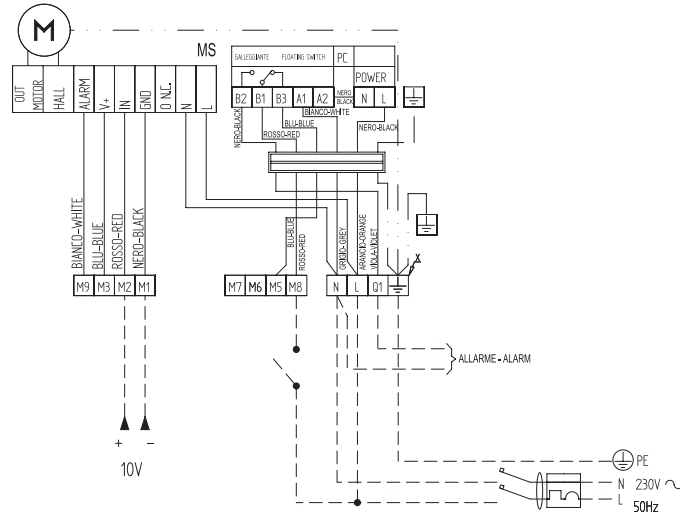 M
MS
GALLEGGIANTE FLOATING SWITCH PC
POWER
OUT
MOTOR
HALL
ALARM
V+
IN
GND
O N.C.
N
L
B2 B1 B3 A1 A2 NERO BLACK N L
BIANCO-WHITE
NERO-BLACK
BLU-BLUE
ROSSO-RED
NERO-BLACK
BIANCO-WHITE
BLU-BLUE
ROSSO-RED
NERO-BLACK
BLU-BLUE
ROSSO-RED
GRIGIO-GREY
ARANCIO-ORANGE
VIOLA-VIOLET
M9 M3 M2 M1
M7 M6 M5 M8
N L Q1
ALLARME - ALARM
+ -
10V
PE
N 230V ~
L 50Hz